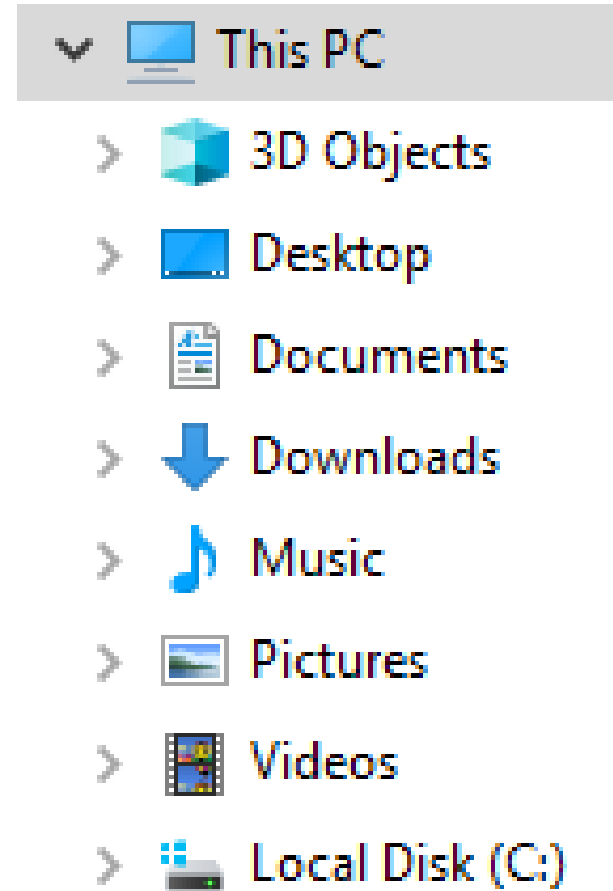 This PC
3D Objects
Desktop
Documents
Downloads
Music
Pictures
Videos
Local Disk (C:)